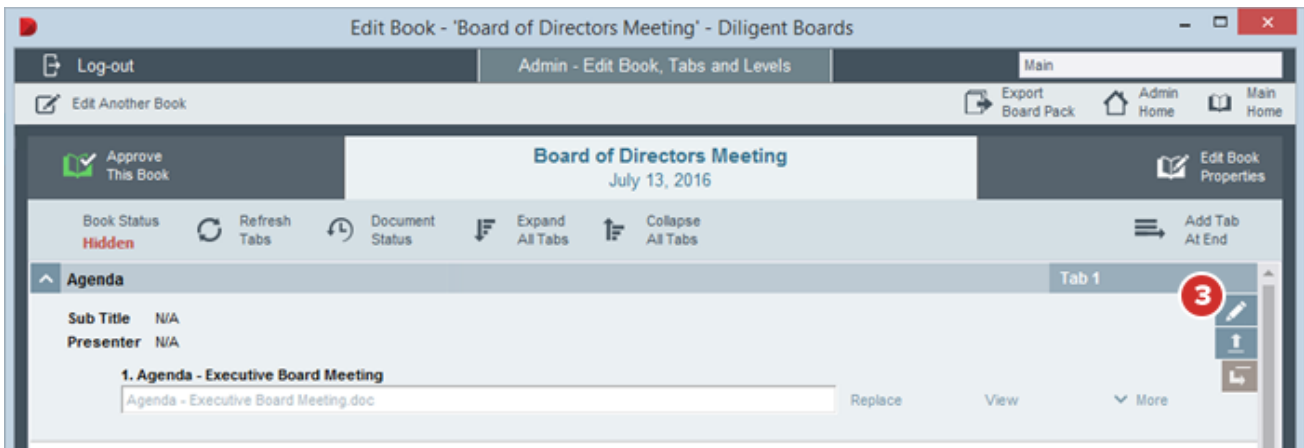 Edit Book - 'Board of Directors Meeting' - Diligent Boards
Log-out
Admin - Edit Book, Tabs and Levels
Main
Edit Another Book
Export
Board Pack
Admin
Home
Main
Home
Approve
This Book
Board of Directors Meeting
July 13, 2016
Edit Book
Properties
Book Status
Hidden
Refresh
Tabs
Document
Status
Expand
All Tabs
Collapse
All Tabs
Add Tab
At End
Agenda
Tab 1
3
Sub Title N/A
Presenter N/A
1. Agenda - Executive Board Meeting
Agenda - Executive Board Meeting.doc
Replace
View
More